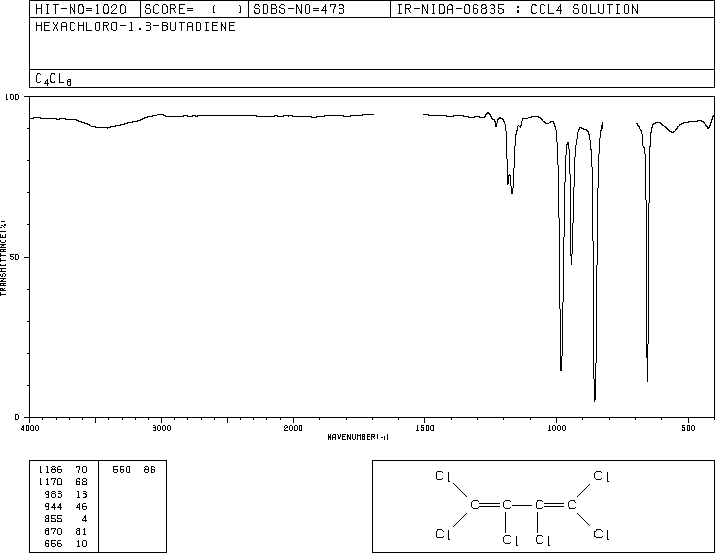 HIT-NO=1020 SCORE= ( ) SDBS-NO=473 IR-NIDA-06835 : CCL4 SOLUTION
HEXACHLORO-1,3-BUTADIENE
C4CL6
100
50
0
TRANSMITTANCE(%)
4000 3000 2000 1500 1000 500
WAVENUMBER(-1)
1186 70 560 86
1170 68
983 13
944 46
855 4
670 81
656 10
Cl Cl
C C C C
Cl Cl Cl Cl